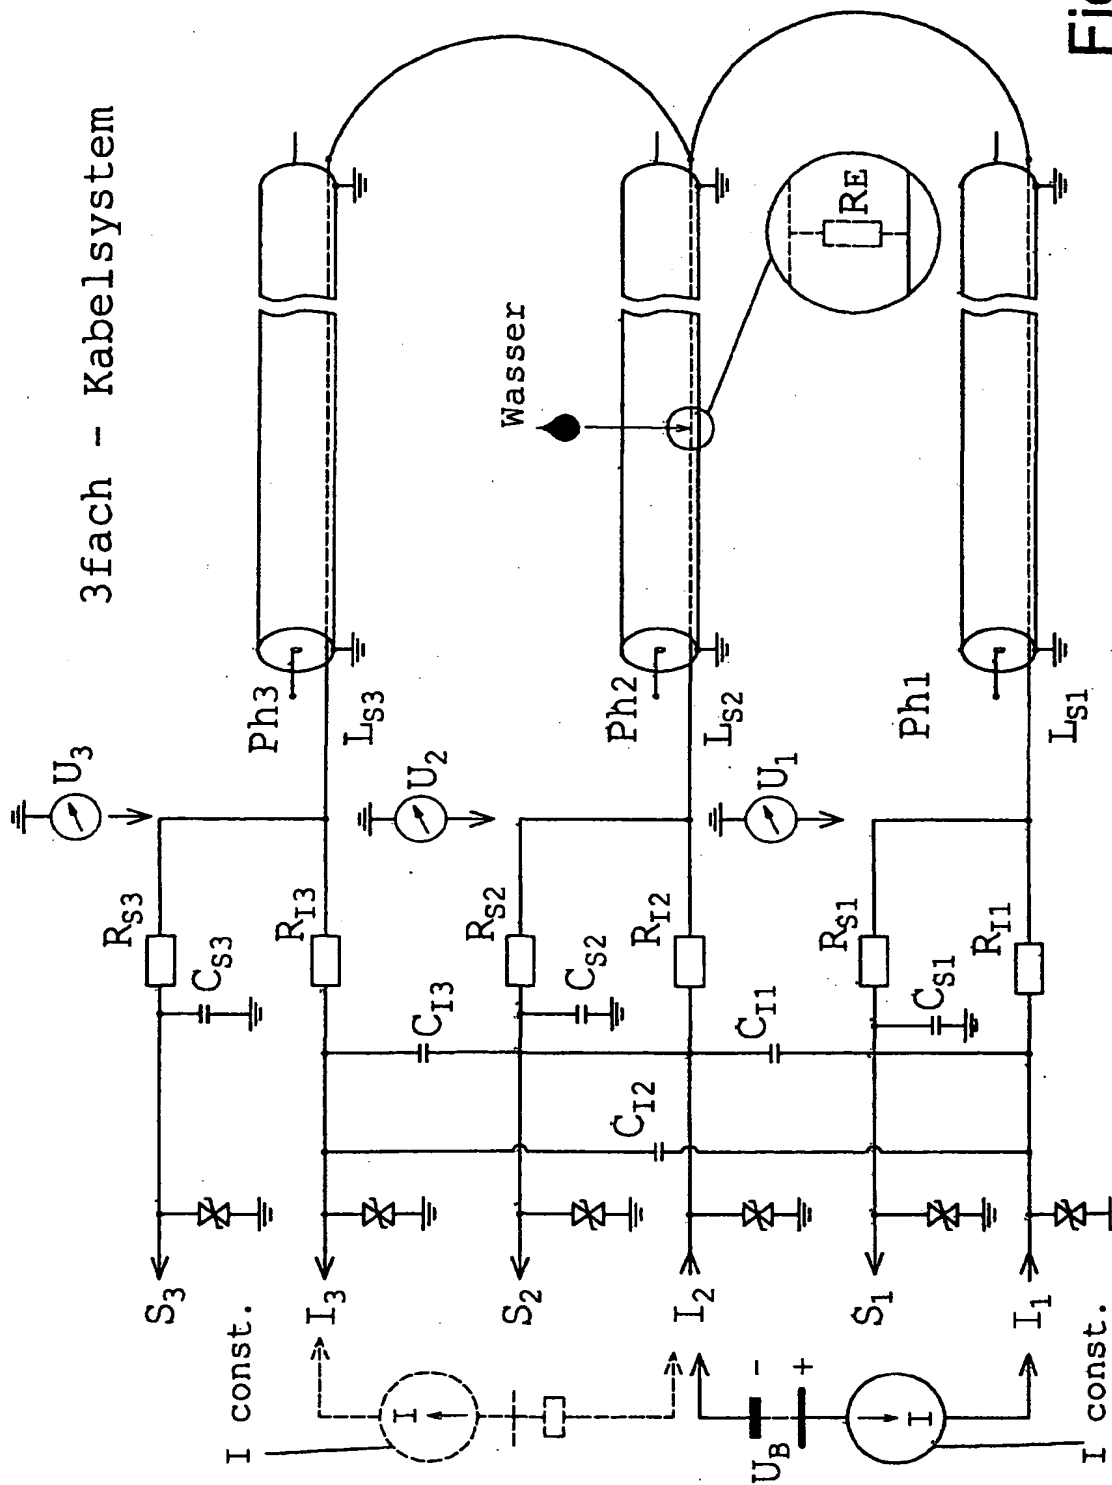 3fach – Kabelsystem
U3
Ph3
LS3
RS3
CS3
RI3
S3
I3
I const.
I
Wasser
U2
Ph2
LS2
RS2
CS2
RI2
CI3
CI1
CI2
S2
I2
RE
U1
Ph1
LS1
RS1
CS1
RI1
S1
I1
UB
-
+
I
I const.